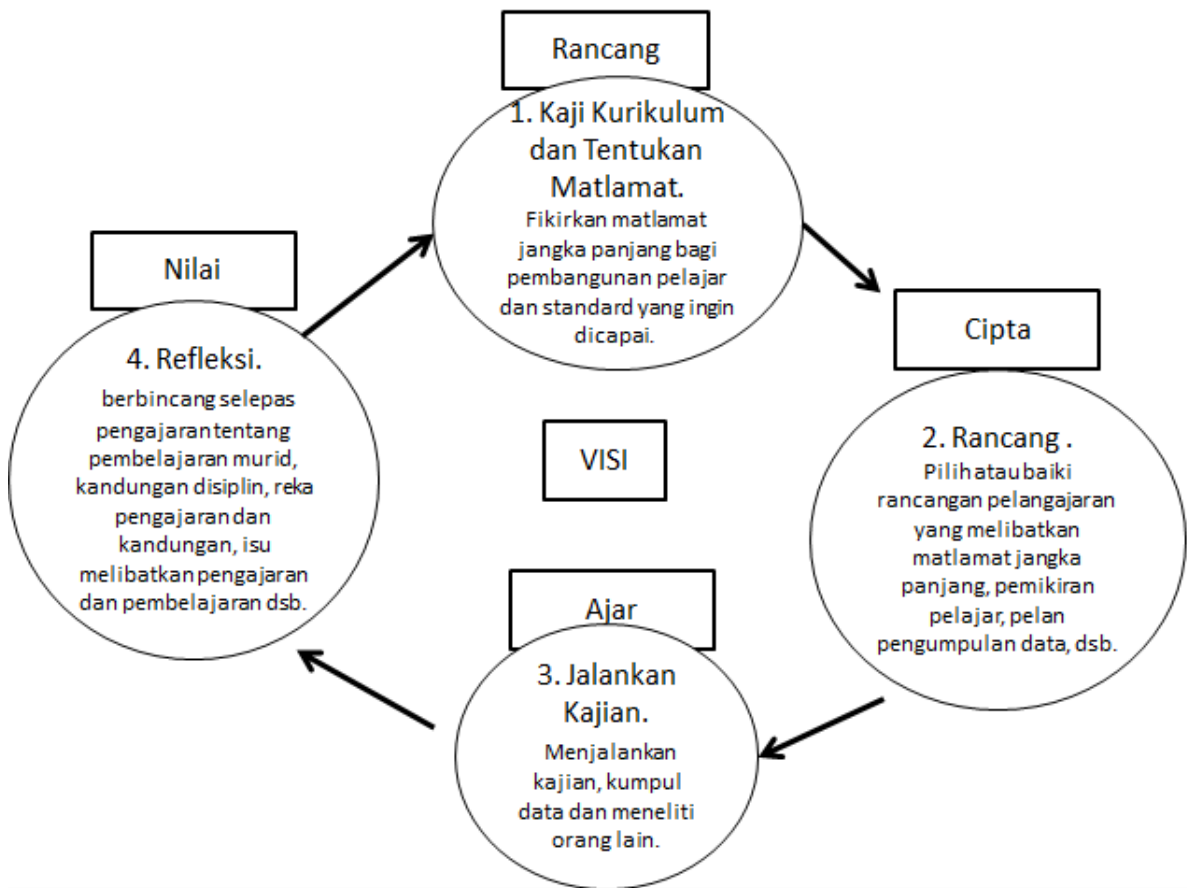 Rancang
1. Kaji Kurikulum
dan Tentukan
Matlamat.
Fikirkan matlamat
jangka panjang bagi
pembangunan pelajar
dan standard yang ingin
dicapai.
Cipta
2. Rancang .
Pilih atau baiki
rancangan pelangajaran
yang melibatkan
matlamat jangka
panjang, pemikiran
pelajar, pelan
pengumpulan data, dsb.
Ajar
3. Jalankan
Kajian.
Menjalankan
kajian, kumpul
data dan meneliti
orang lain.
Nilai
4. Refleksi.
berbincang selepas
pengajaran tentang
pembelajaran murid,
kandungan disiplin, reka
pengajaran dan
kandungan, isu
melibatkan pengajaran
dan pembelajaran dsb.
VISI